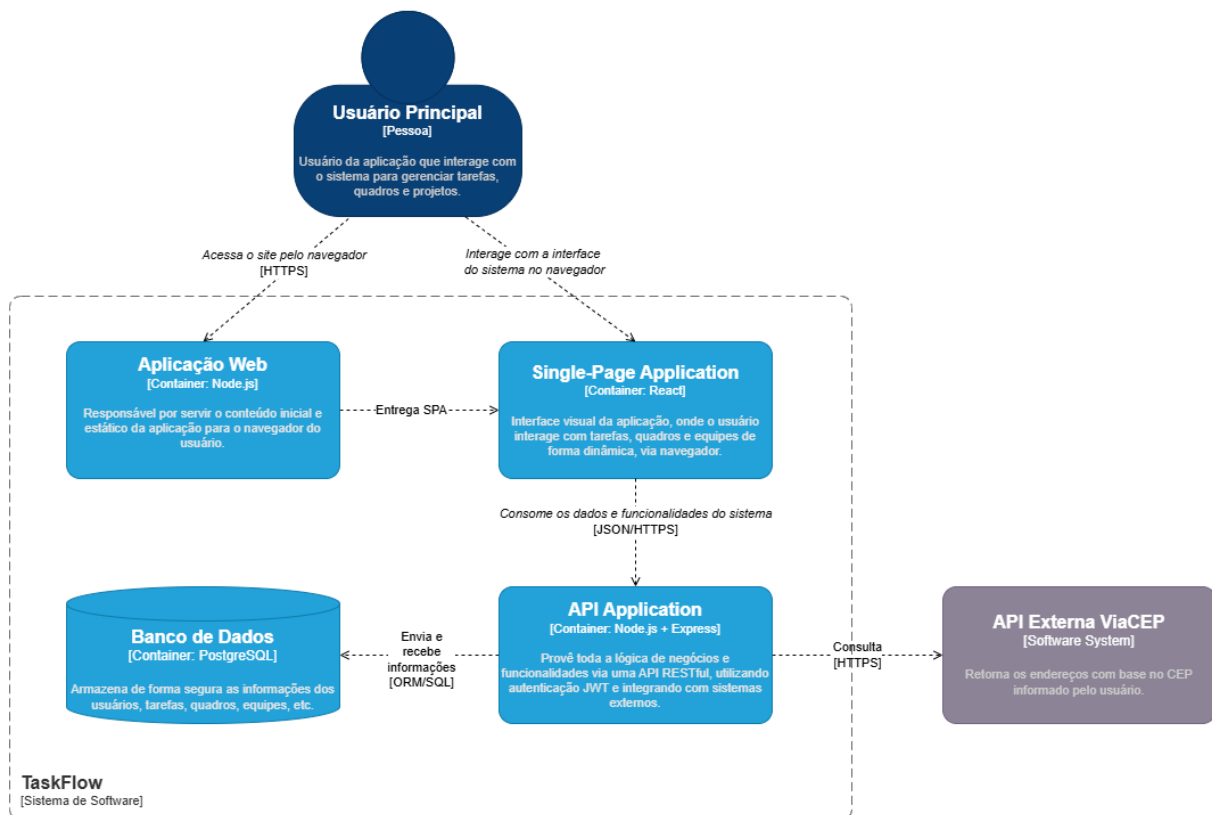 Usuário Principal
[Pessoa]
Usuário da aplicação que interage com
o sistema para gerenciar tarefas,
quadros e projetos.
Acessa o site pelo navegador
[HTTPS]
Interage com a interface
do sistema no navegador
Aplicação Web
[Container: Node.js]
Responsável por servir o conteúdo inicial e
estático da aplicação para o navegador do
usuário.
Entrega SPA
Single-Page Application
[Container: React]
Interface visual da aplicação, onde o usuário
interage com tarefas, quadros e equipes de
forma dinâmica, via navegador.
Consome os dados e funcionalidades do sistema
[JSON/HTTPS]
Banco de Dados
[Container: PostgreSQL]
Armazena de forma segura as informações dos
usuários, tarefas, quadros, equipes, etc.
Envia e
recebe
informações
[ORM/SQL]
API Application
[Container: Node.js + Express]
Provê toda a lógica de negócios e
funcionalidades via uma API RESTful, utilizando
autenticação JWT e integrando com sistemas
externos.
Consulta
[HTTPS]
API Externa ViaCEP
[Software System]
Retorna os endereços com base no CEP
informado pelo usuário.
TaskFlow
[Sistema de Software]